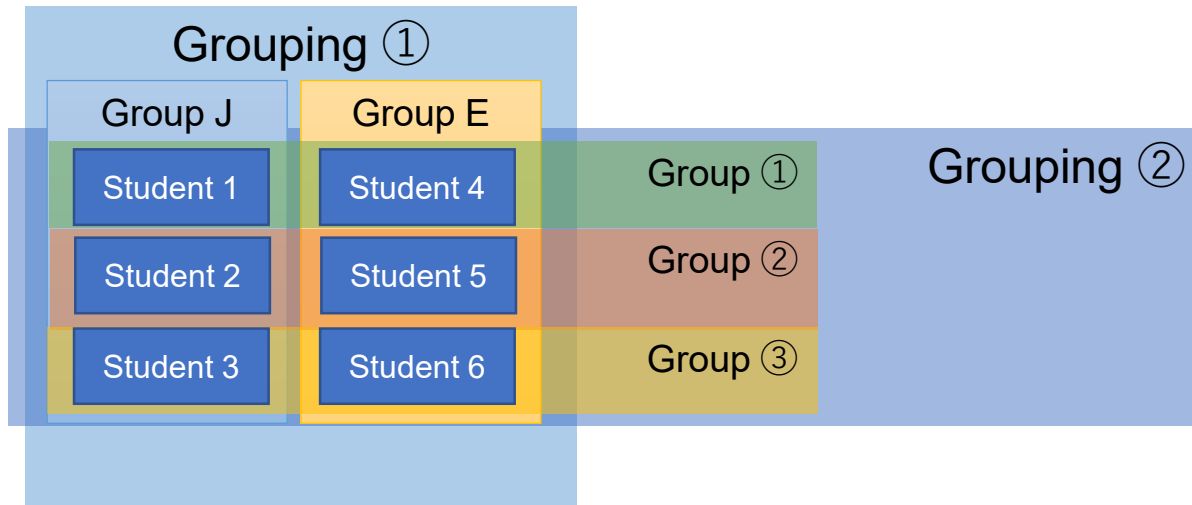 Grouping ①
Group J
Group E
Grouping ②
Student 1
Student 4
Group ①
Student 2
Student 5
Group ②
Student 3
Student 6
Group ③